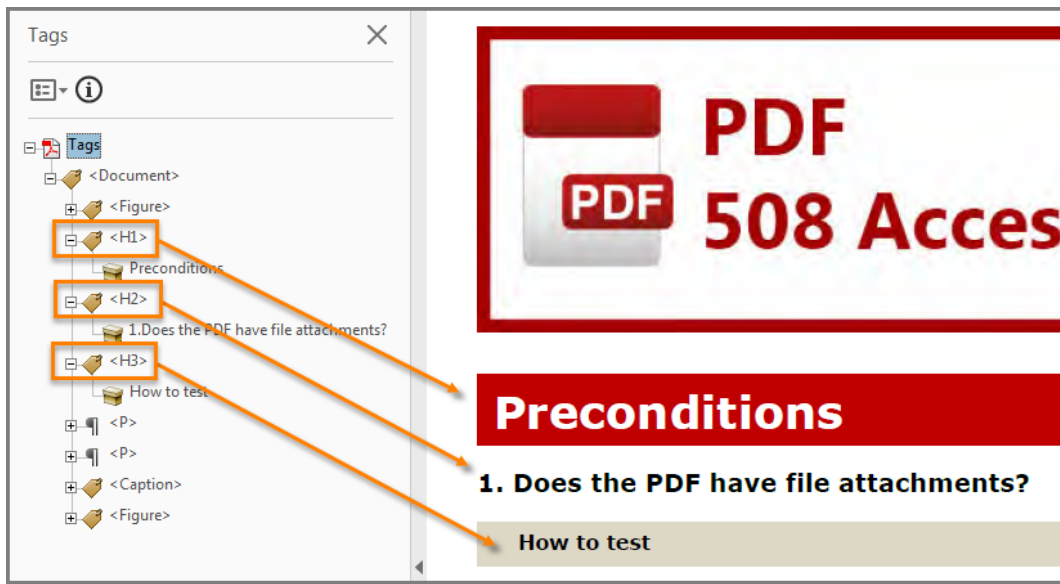 Tags
Tags
<Document>
<Figure>
<H1>
Preconditions
<H2>
1.Does the PDF have file attachments?
<H3>
How to test
<P>
<P>
<Caption>
<Figure>
PDF
PDF
508 Acces
Preconditions
1. Does the PDF have file attachments?
How to test